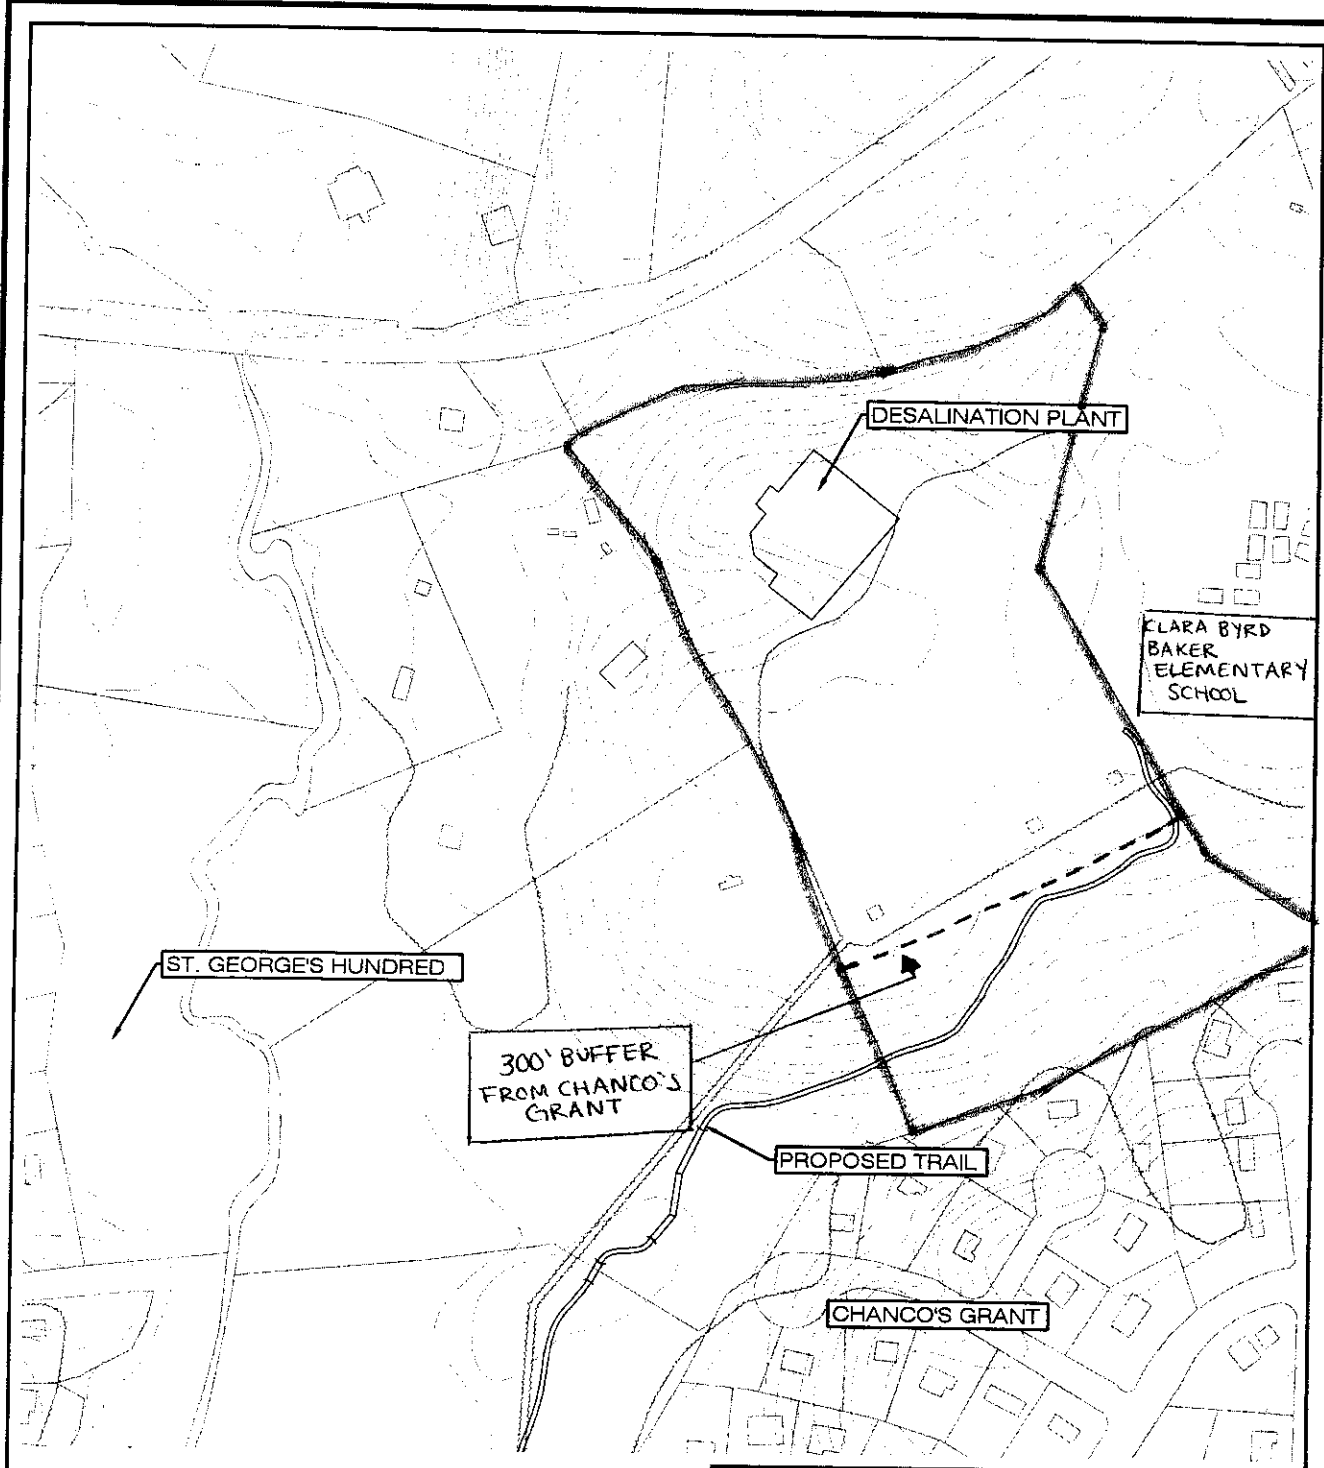 DESALINATION PLANT
CLARA BYRD
BAKER
ELEMENTARY
SCHOOL
ST. GEORGE'S HUNDRED
300' BUFFER
FROM CHANCO'S
GRANT
PROPOSED TRAIL
CHANCO'S GRANT